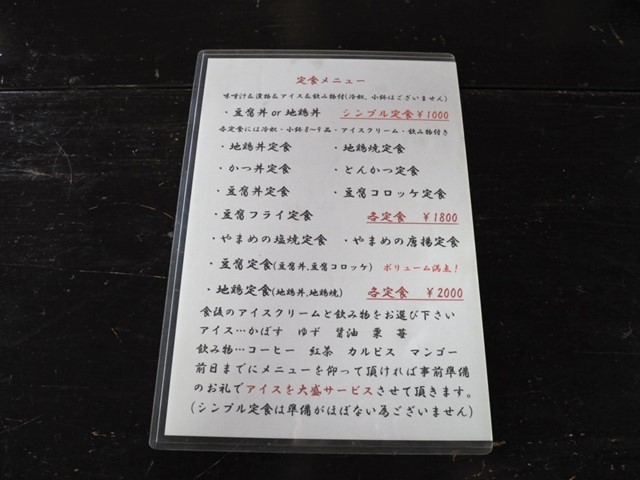 定食メニュー
味噌汁&漬物&アイス&飲み物付(冷奴、小鉢はございません)
・豆腐丼 or 地鶏丼 シンプル定食¥1000
各定食には冷奴・小鉢8~9品・アイスクリーム・飲み物付き
・地鶏丼定食 ・地鶏焼定食
・かつ丼定食 ・とんかつ定食
・豆腐丼定食 ・豆腐コロッケ定食
・豆腐フライ定食 各定食 ¥1800
・やまめの塩焼定食 ・やまめの唐揚定食
・豆腐定食(豆腐丼,豆腐コロッケ) ボリューム満点!
・地鶏定食(地鶏丼,地鶏焼) 各定食 ¥2000
食後のアイスクリームと飲み物をお選び下さい
アイス…かぼす ゆず 醤油 栗 苺
飲み物…コーヒー 紅茶 カルピス マンゴー
前日までにメニューを仰って頂ければ事前準備
のお礼でアイスを大盛サービスさせて頂きます。
(シンプル定食は準備がほぼない為ございません)